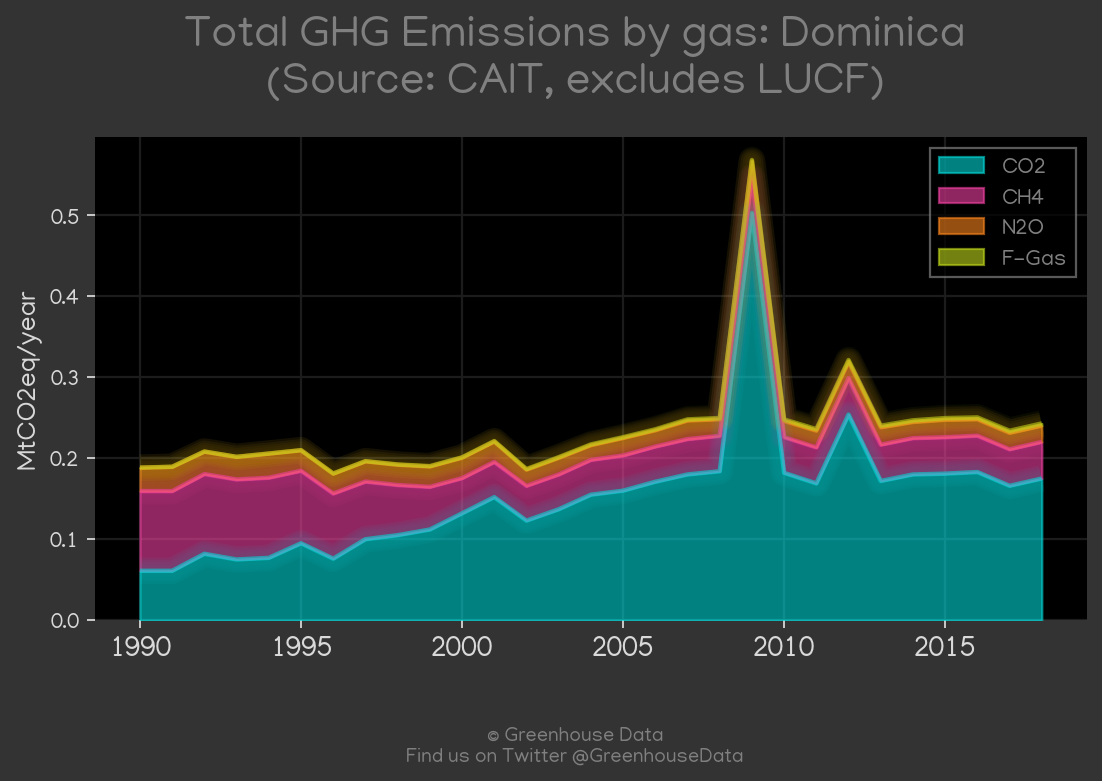 Total GHG Emissions by gas: Dominica
(Source: CAIT, excludes LUCF)
CO2
CH4
N2O
F-Gas
MtCO2eq/year
0.5
0.4
0.3
0.2
0.1
0.0
1990 1995 2000 2005 2010 2015
© Greenhouse Data
Find us on Twitter @GreenhouseData